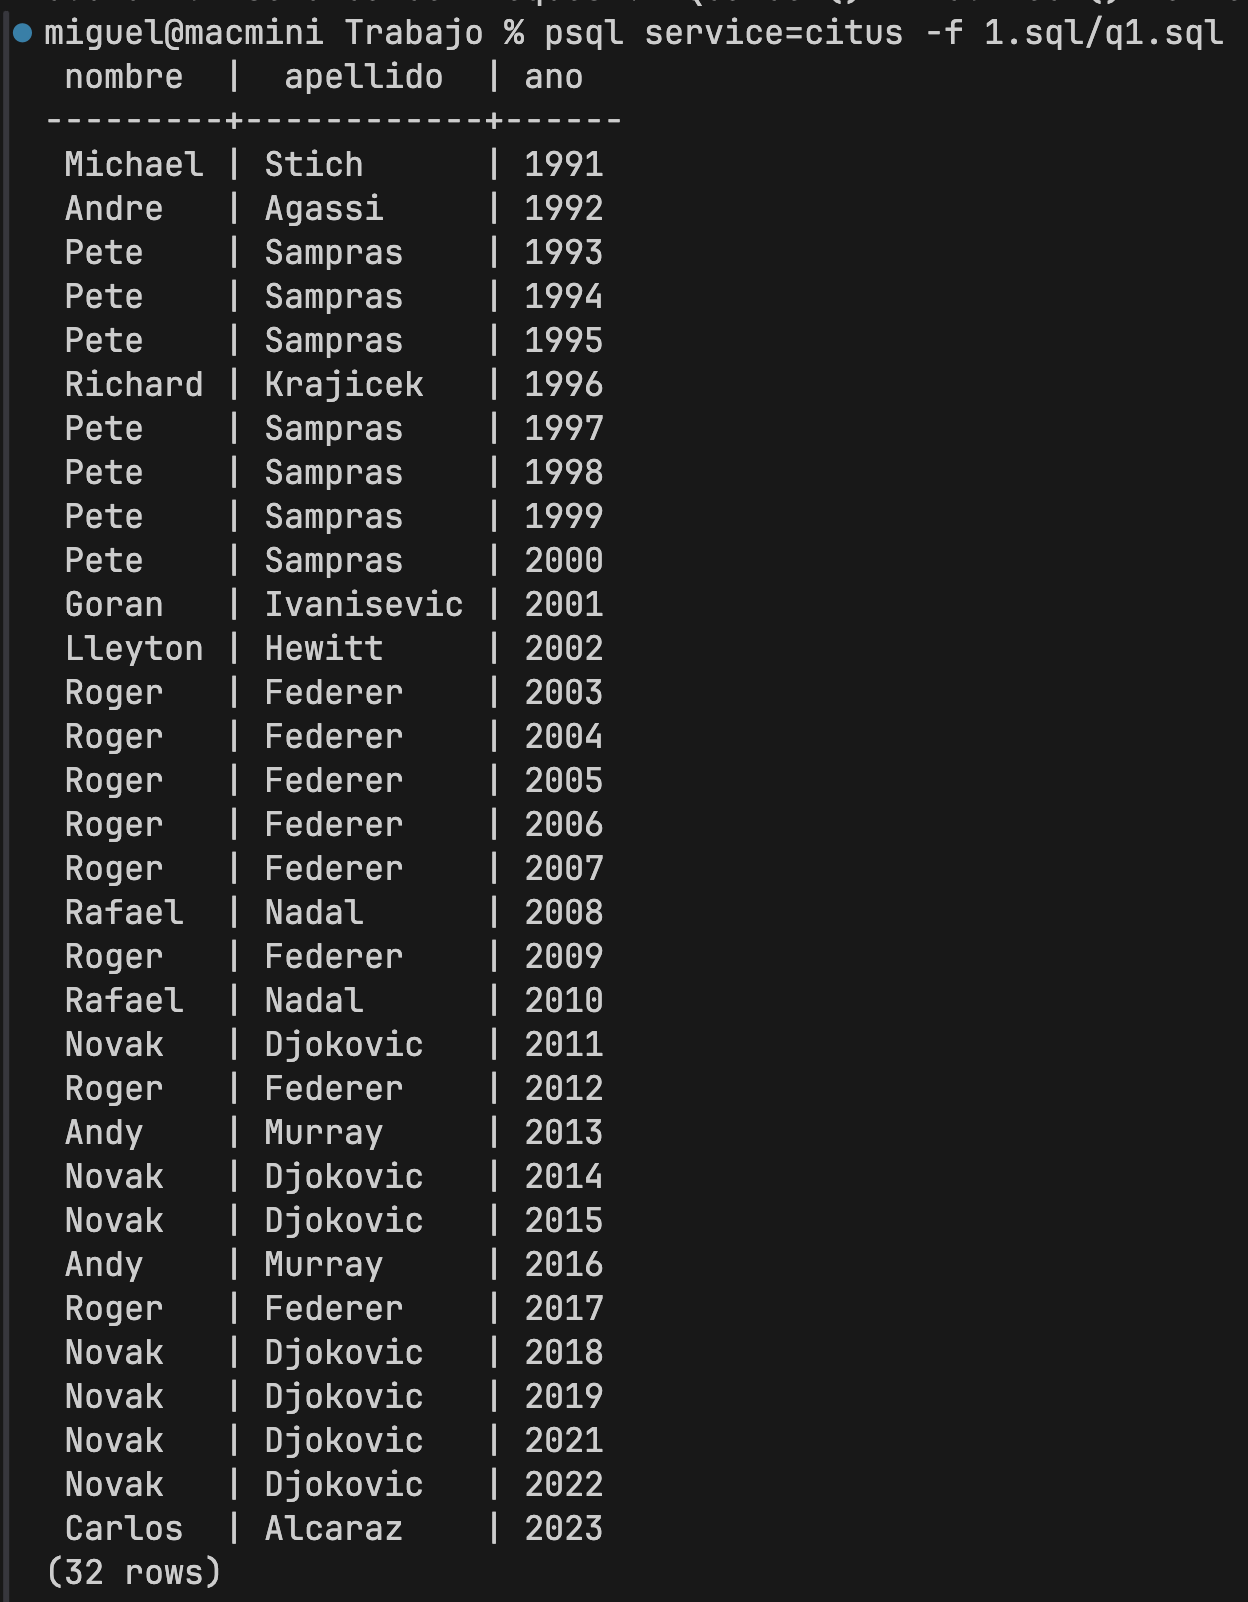 miguel@macmini Trabajo % psql service=citus -f 1.sql/q1.sql
 nombre  |  apellido  | ano
---------+------------+------
 Michael | Stich      | 1991
 Andre   | Agassi     | 1992
 Pete    | Sampras    | 1993
 Pete    | Sampras    | 1994
 Pete    | Sampras    | 1995
 Richard | Krajicek   | 1996
 Pete    | Sampras    | 1997
 Pete    | Sampras    | 1998
 Pete    | Sampras    | 1999
 Pete    | Sampras    | 2000
 Goran   | Ivanisevic | 2001
 Lleyton | Hewitt     | 2002
 Roger   | Federer    | 2003
 Roger   | Federer    | 2004
 Roger   | Federer    | 2005
 Roger   | Federer    | 2006
 Roger   | Federer    | 2007
 Rafael  | Nadal      | 2008
 Roger   | Federer    | 2009
 Rafael  | Nadal      | 2010
 Novak   | Djokovic   | 2011
 Roger   | Federer    | 2012
 Andy    | Murray     | 2013
 Novak   | Djokovic   | 2014
 Novak   | Djokovic   | 2015
 Andy    | Murray     | 2016
 Roger   | Federer    | 2017
 Novak   | Djokovic   | 2018
 Novak   | Djokovic   | 2019
 Novak   | Djokovic   | 2021
 Novak   | Djokovic   | 2022
 Carlos  | Alcaraz    | 2023
(32 rows)